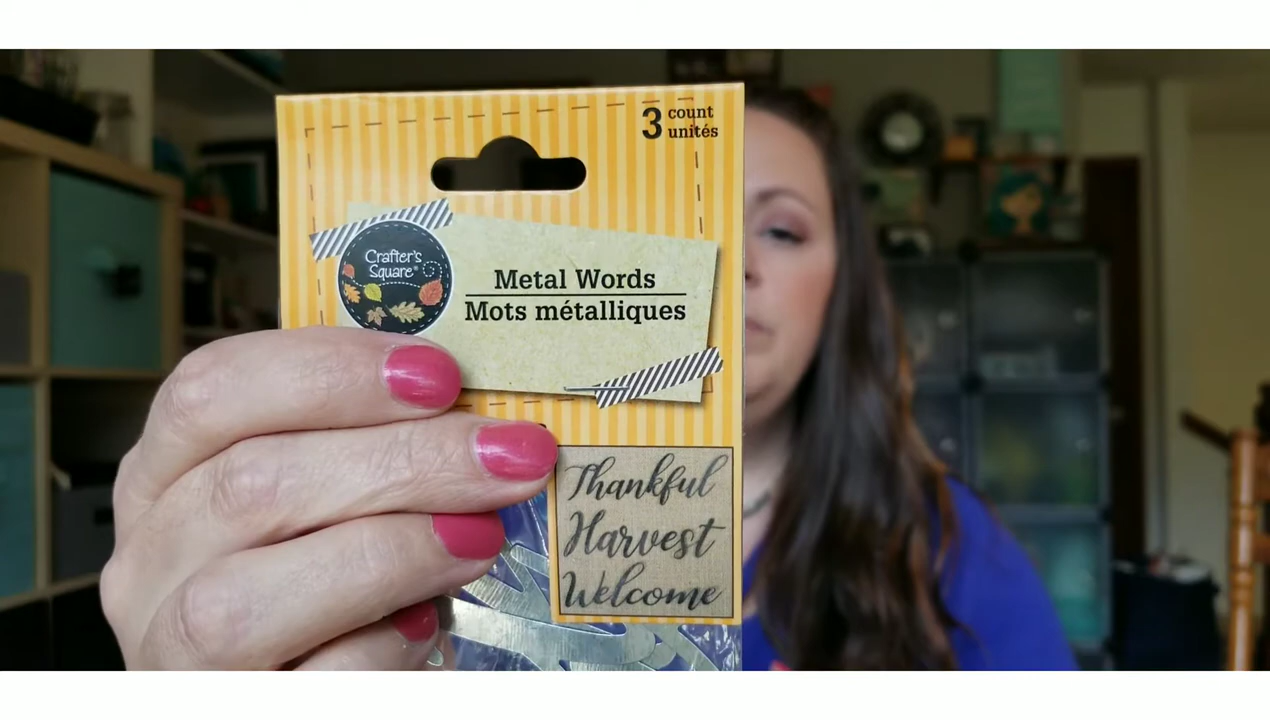 3 count
unités
Crafter's
Square®
Metal Words
Mots métalliques
Thankful
Harvest
Welcome